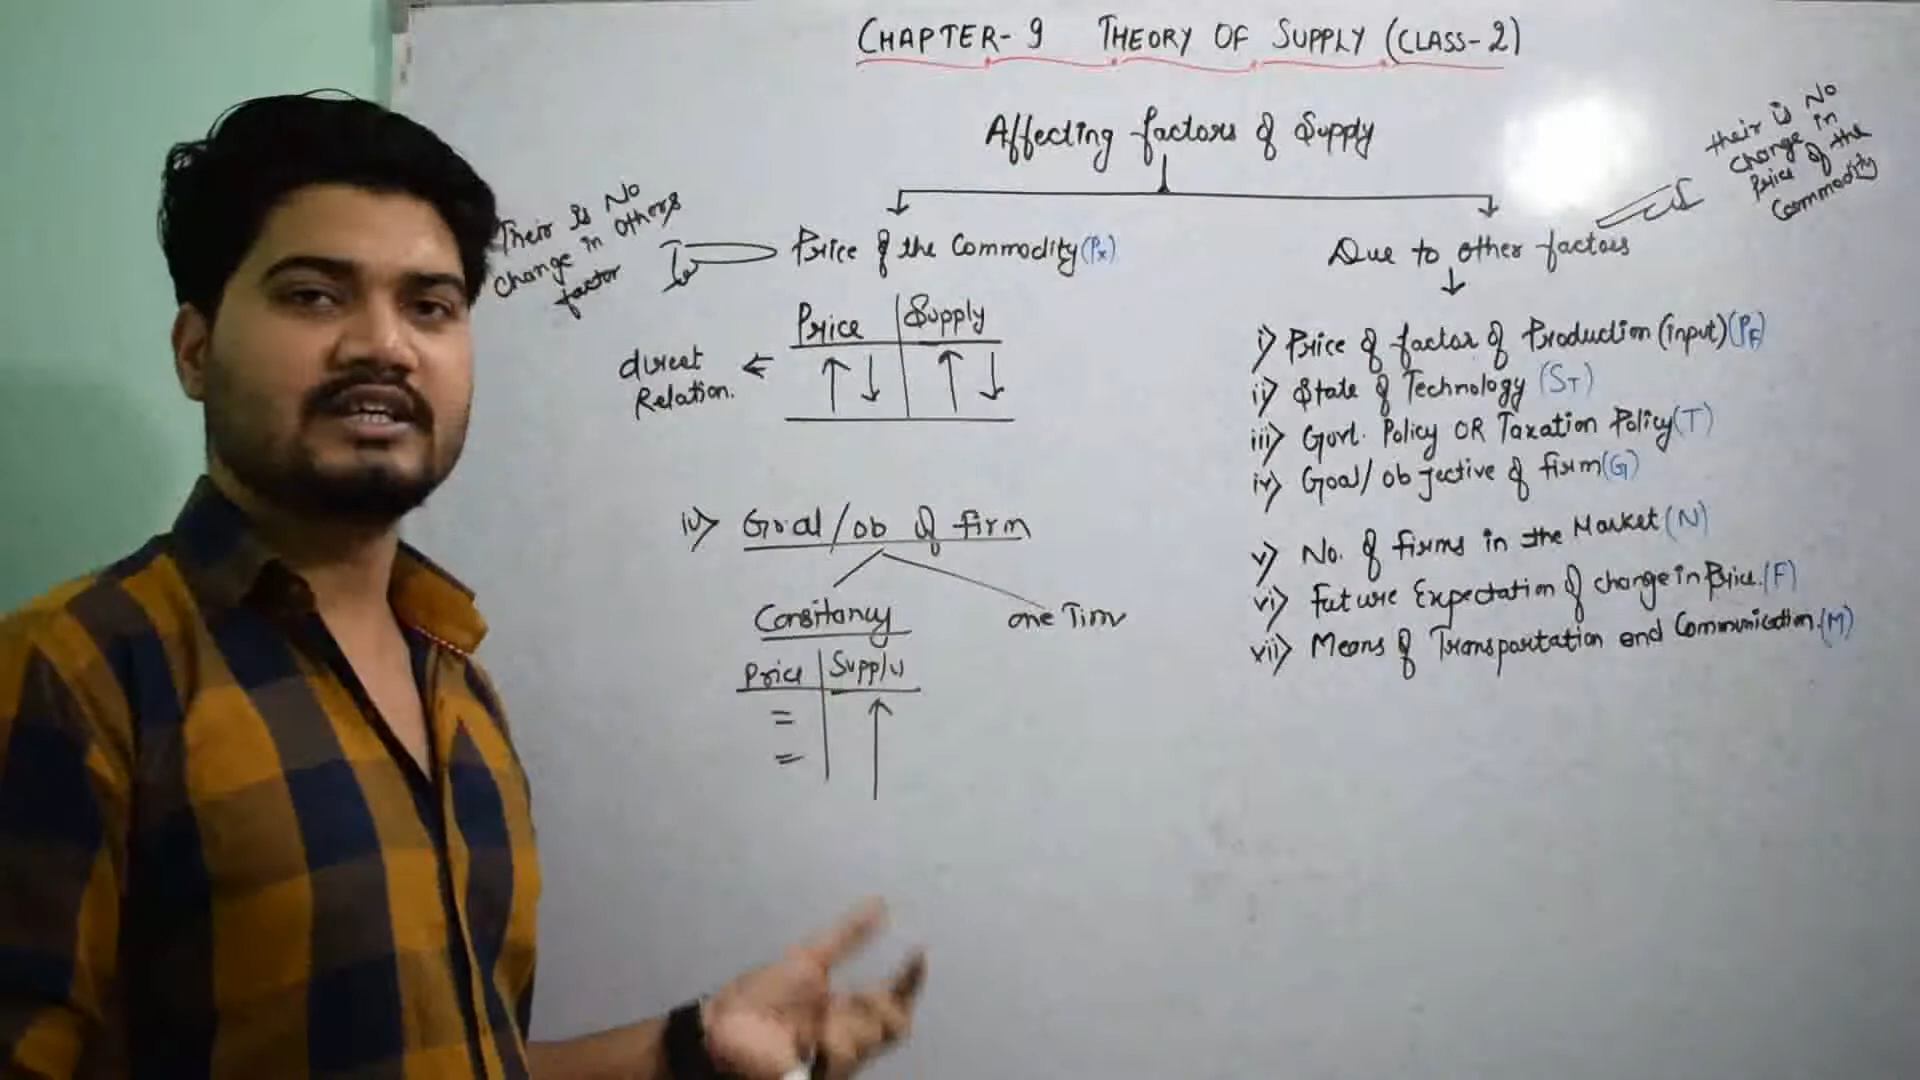 CHAPTER-9 THEORY OF SUPPLY (CLASS-2)
Affecting factors of Supply
Their is No
change in others
factor
Price of the Commodity (Px)
Price | Supply
↑ ↓ | ↑ ↓
direct
Relation.
←
iv> Goal/ob of firm
Consitancy
one Tim
Price | Supply
=
=
↑
their is No
change in
Price of the
Commodity
Due to other factors
i> Price of factor of Production (input) (PF)
ii> State of Technology (ST)
iii> Govt. Policy OR Taxation Policy (T)
iv> Goal/objective of firm (G)
v> No. of firms in the Market (N)
vi> Future Expectation of change in Price. (F)
vii> Means of Transportation and Communication. (M)